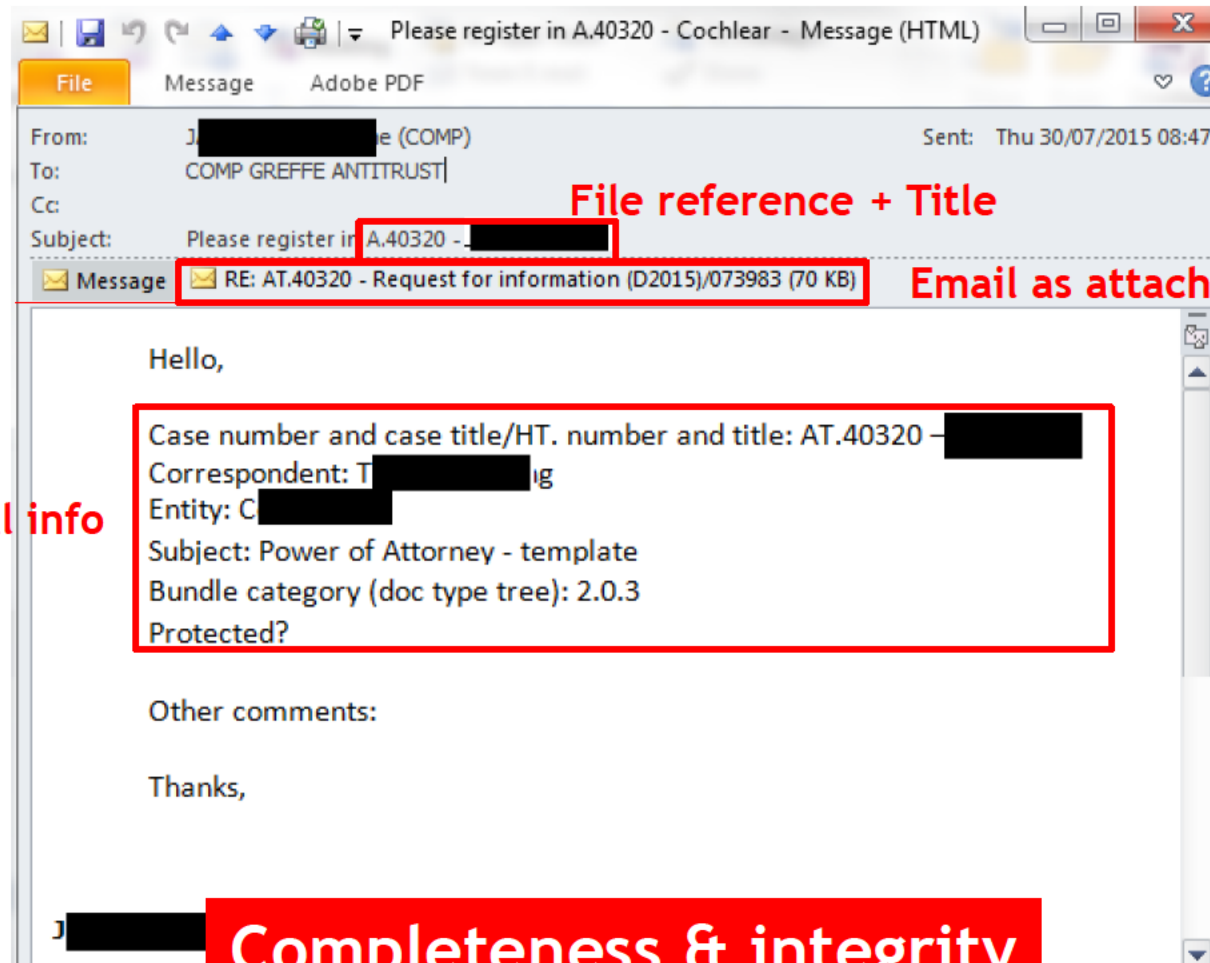 Please register in A.40320 - Cochlear - Message (HTML)
File Message Adobe PDF
From: J e (COMP) Sent: Thu 30/07/2015 08:47
To: COMP GREFFE ANTITRUST
Cc:
File reference + Title
Subject: Please register in A.40320 -
Message RE: AT.40320 - Request for information (D2015)/073983 (70 KB)
Email as attach
Hello,
Case number and case title/HT. number and title: AT.40320 –
Correspondent: T g
Entity: C
l info
Subject: Power of Attorney - template
Bundle category (doc type tree): 2.0.3
Protected?
Other comments:
Thanks,
J
Completeness & integrity